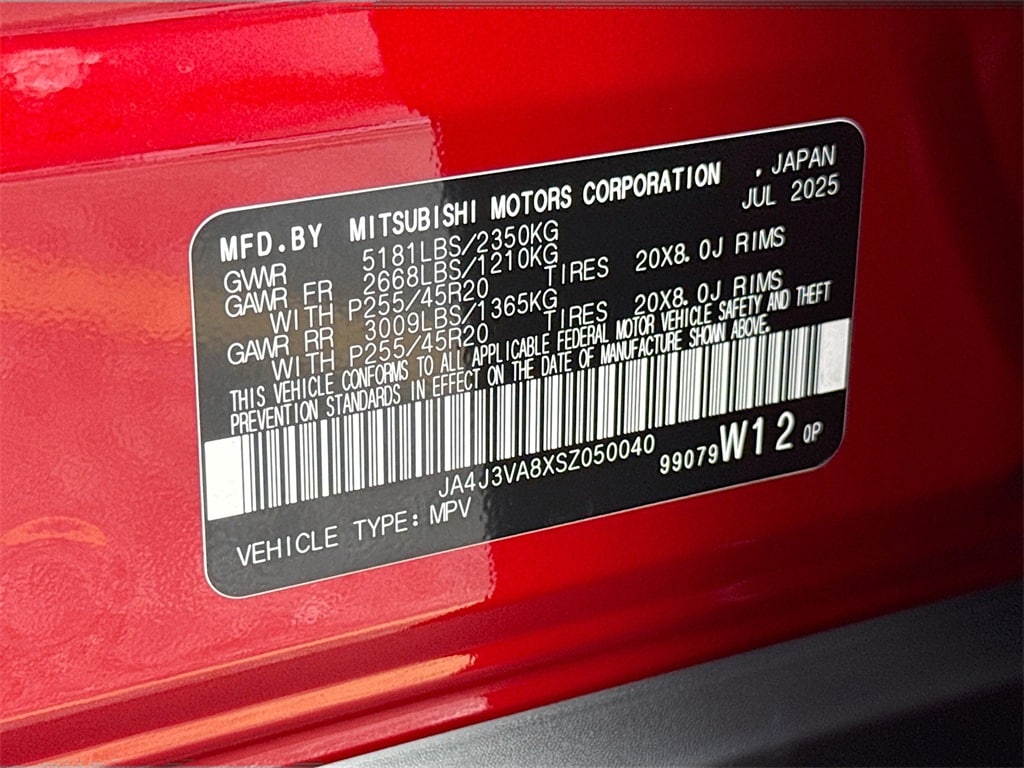 MFD.BY MITSUBISHI MOTORS CORPORATION , JAPAN
JUL 2025
GVWR 5181LBS/2350KG
GAWR FR 2668LBS/1210KG
WITH P255/45R20 TIRES 20X8.0J RIMS
GAWR RR 3009LBS/1365KG
WITH P255/45R20 TIRES 20X8.0J RIMS
THIS VEHICLE CONFORMS TO ALL APPLICABLE FEDERAL MOTOR VEHICLE SAFETY AND THEFT
PREVENTION STANDARDS IN EFFECT ON THE DATE OF MANUFACTURE SHOWN ABOVE.
JA4J3VA8XSZ050040 99079W12 0P
VEHICLE TYPE: MPV